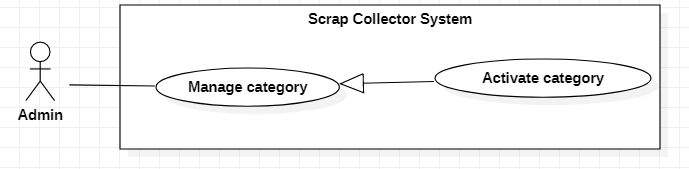 Scrap Collector System
Manage category
Activate category
Admin